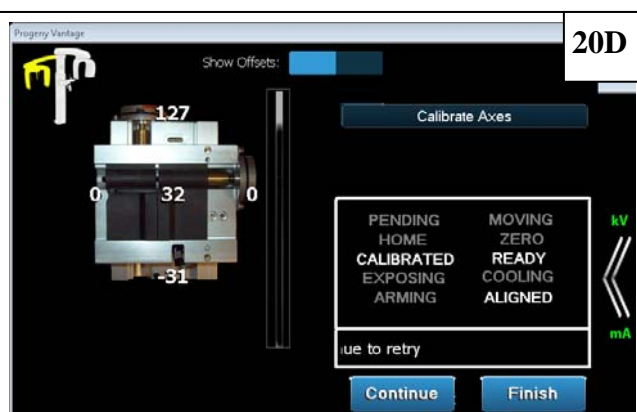 Progeny Vantage
20D
Show Offsets:
Calibrate Axes
127
0 32 0
-31
PENDING MOVING
HOME ZERO
CALIBRATED READY
EXPOSING COOLING
ARMING ALIGNED
kV
mA
ue to retry
Continue Finish